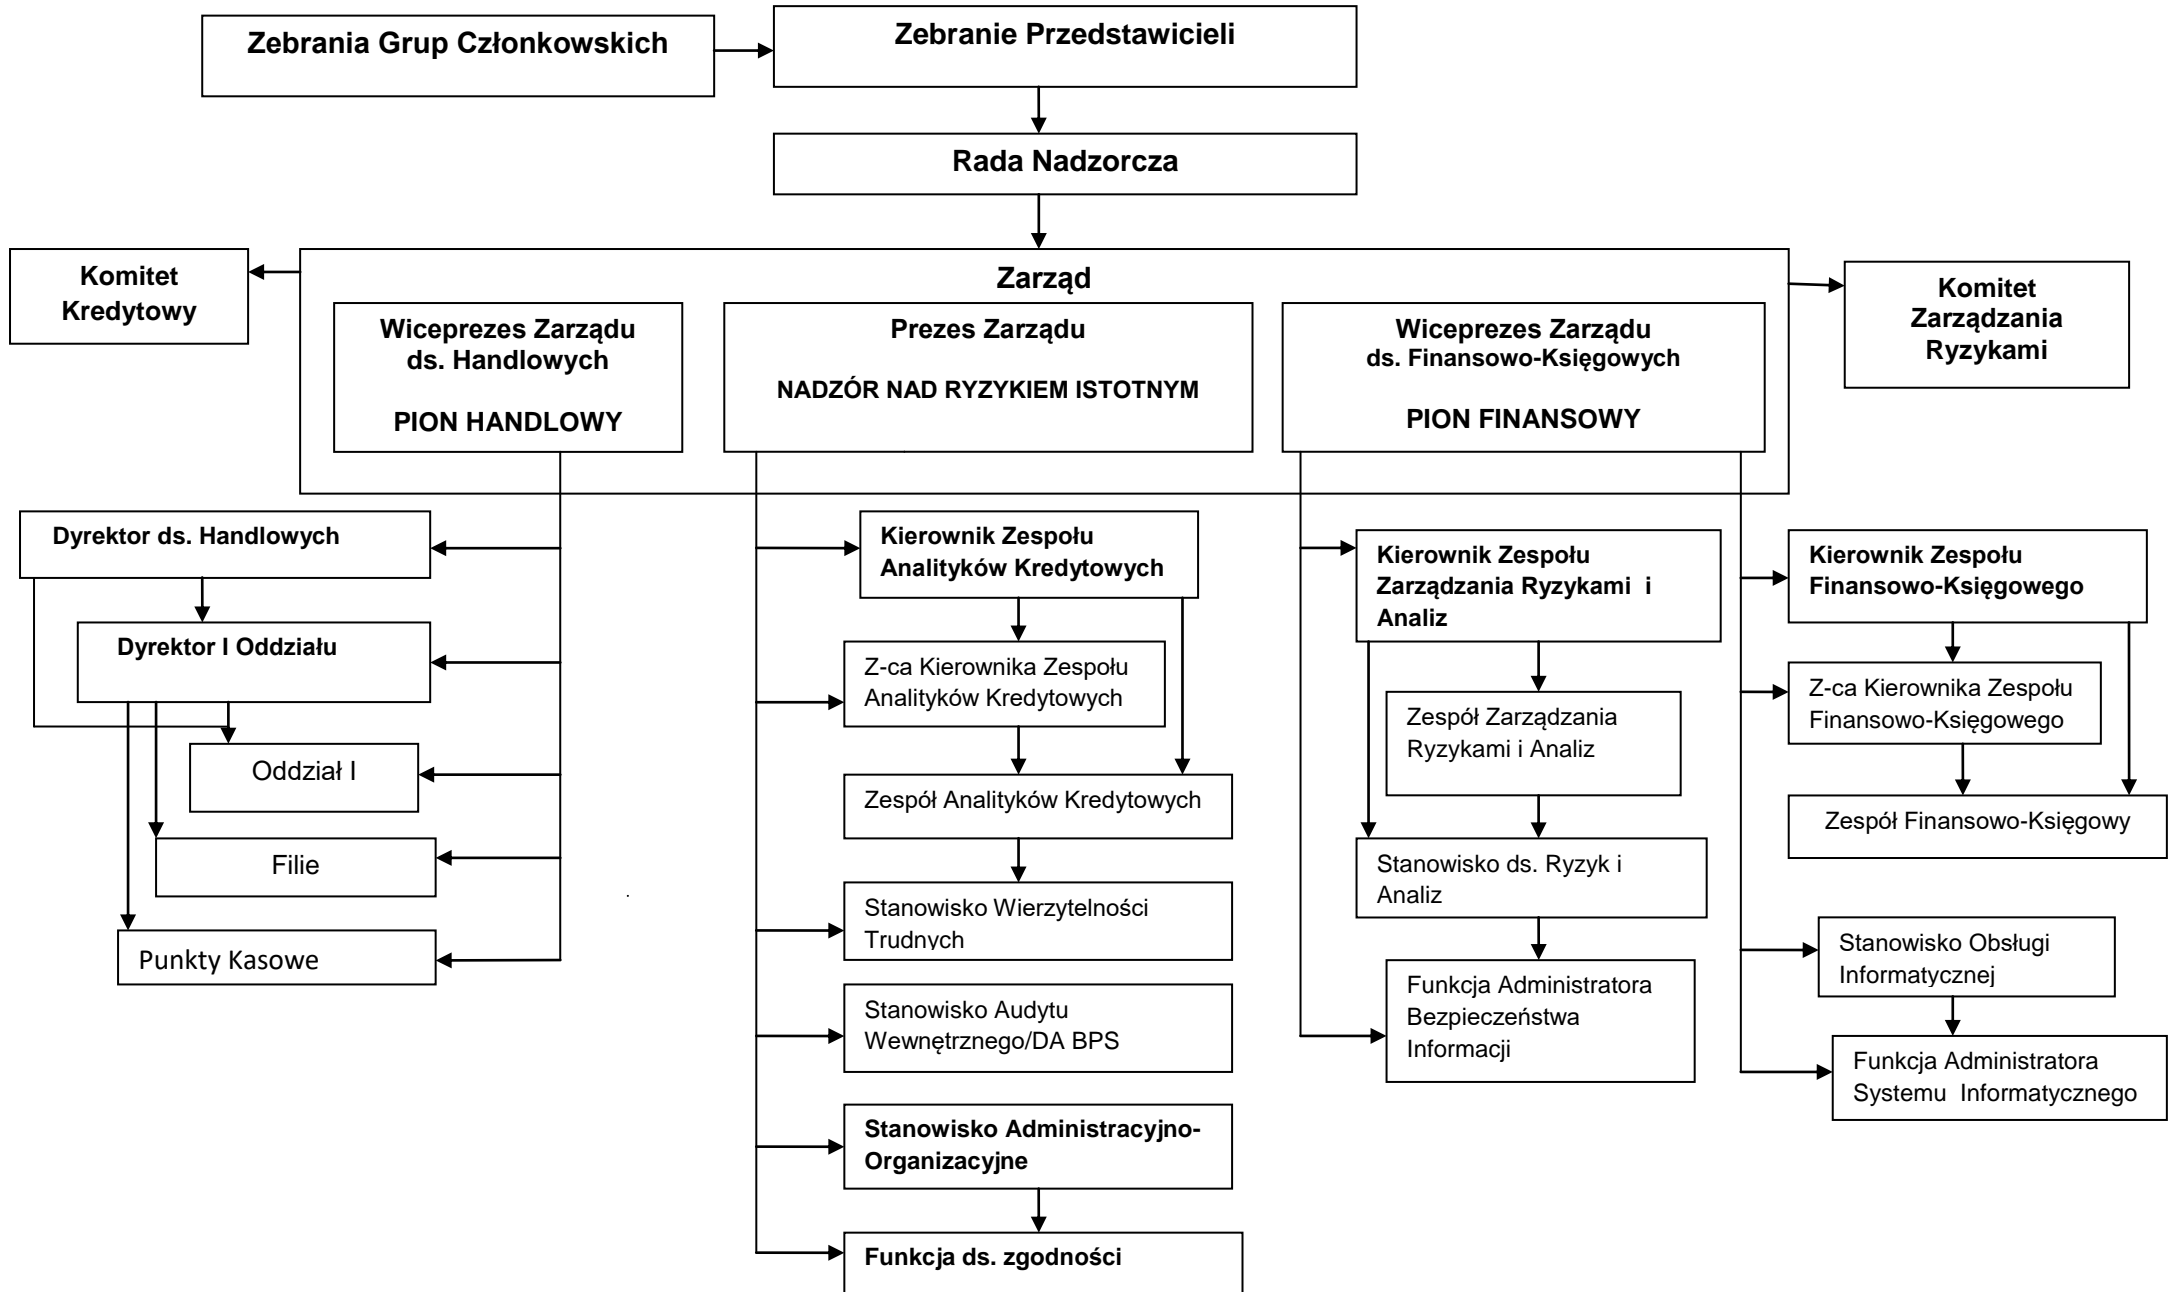 Zebrania Grup Członkowskich
Zebranie Przedstawicieli
Rada Nadzorcza
Komitet
Kredytowy
Zarząd
Wiceprezes Zarządu
ds. Handlowych
PION HANDLOWY
Prezes Zarządu
NADZÓR NAD RYZYKIEM ISTOTNYM
Wiceprezes Zarządu
ds. Finansowo-Księgowych
PION FINANSOWY
Komitet
Zarządzania
Ryzykami
Dyrektor ds. Handlowych
Dyrektor I Oddziału
Oddział I
Filie
Punkty Kasowe
Kierownik Zespołu
Analityków Kredytowych
Z-ca Kierownika Zespołu
Analityków Kredytowych
Zespół Analityków Kredytowych
Stanowisko Wierzytelności
Trudnych
Stanowisko Audytu
Wewnętrznego/DA BPS
Stanowisko Administracyjno-
Organizacyjne
Funkcja ds. zgodności
Kierownik Zespołu
Zarządzania Ryzykami i
Analiz
Zespół Zarządzania
Ryzykami i Analiz
Stanowisko ds. Ryzyk i
Analiz
Funkcja Administratora
Bezpieczeństwa
Informacji
Kierownik Zespołu
Finansowo-Księgowego
Z-ca Kierownika Zespołu
Finansowo-Księgowego
Zespół Finansowo-Księgowy
Stanowisko Obsługi
Informatycznej
Funkcja Administratora
Systemu Informatycznego